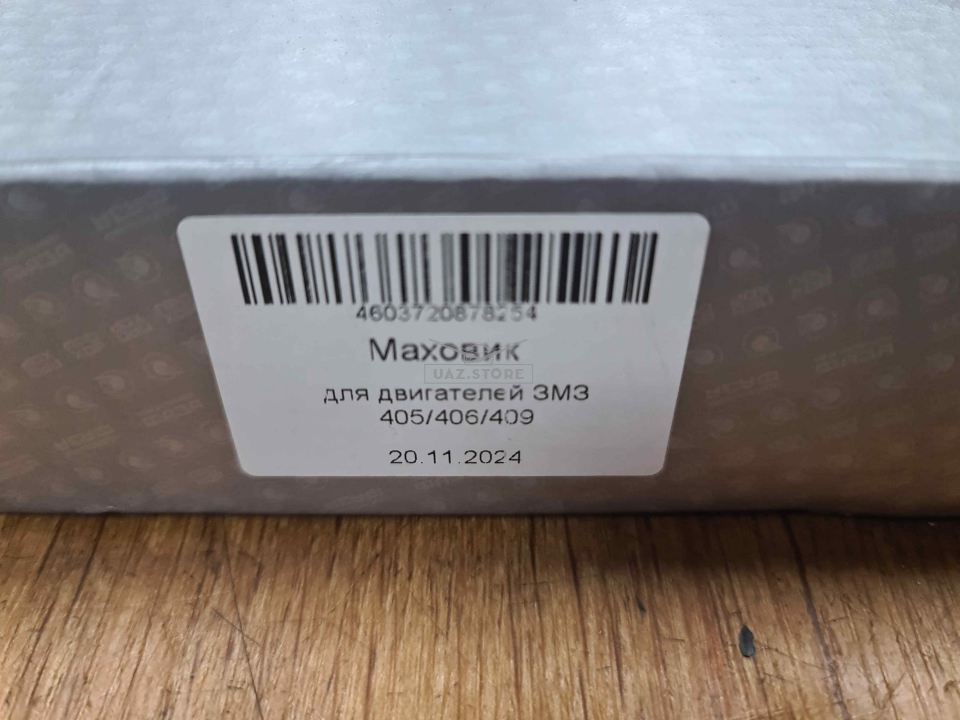 4603720878254
Маховик
UAZ.STORE
для двигателей ЗМЗ
405/406/409
20.11.2024